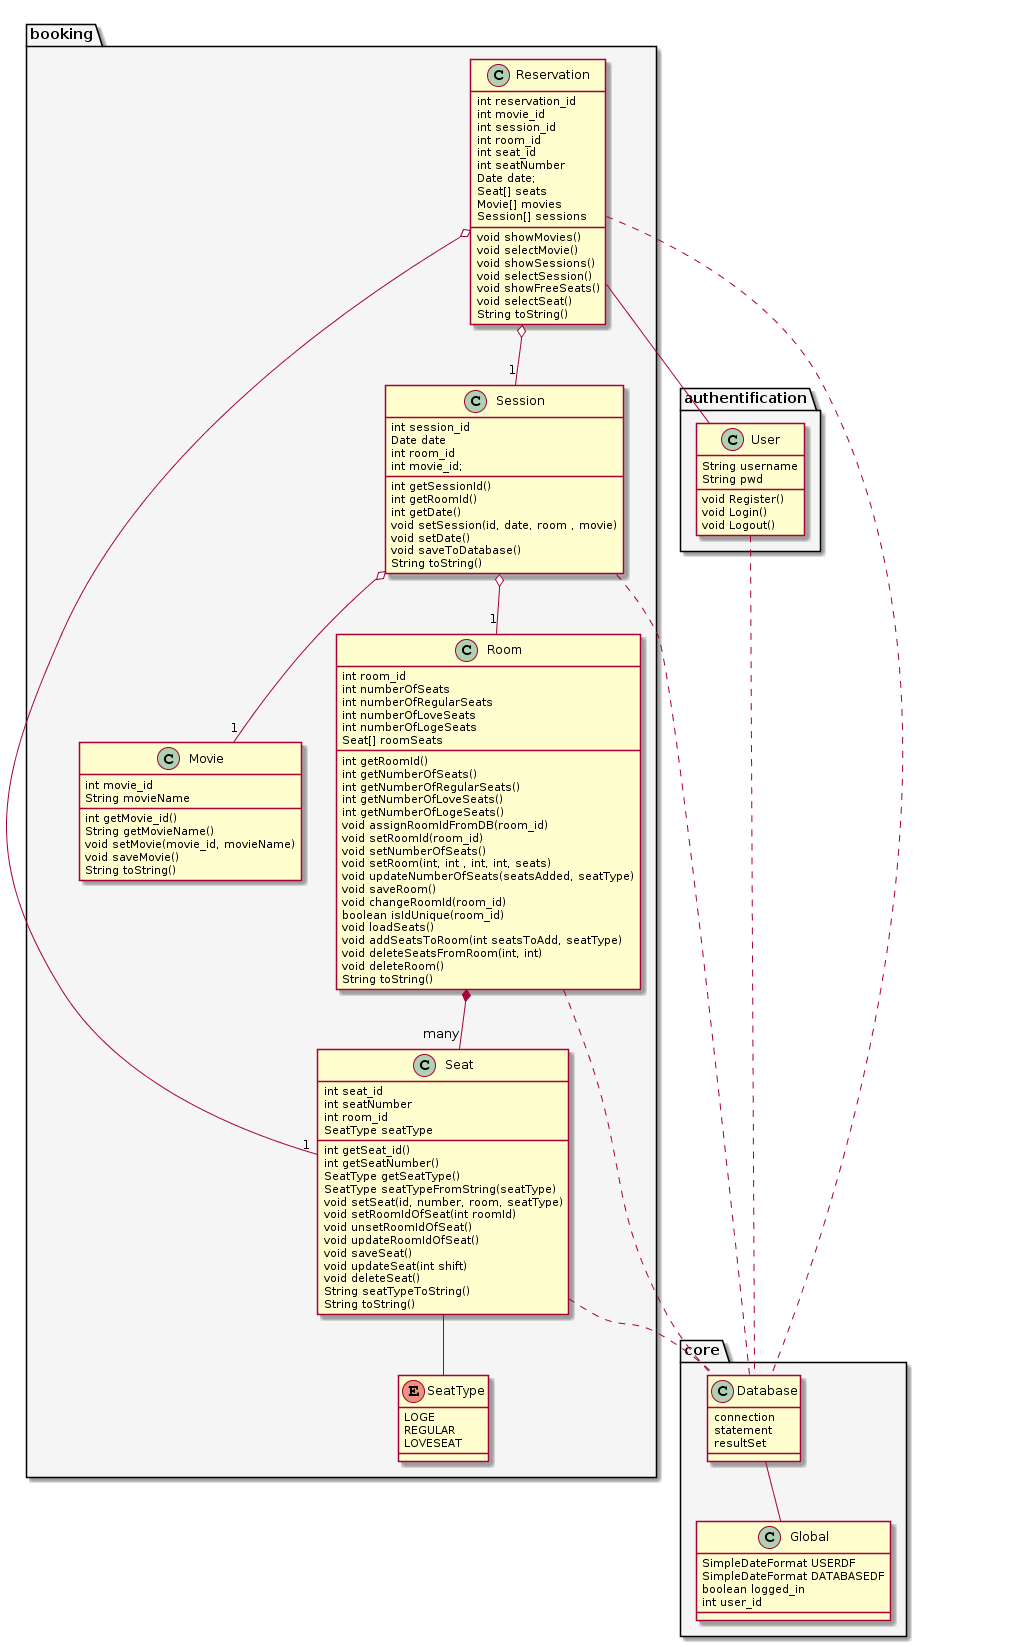 booking
C Reservation
int reservation_id
int movie_id
int session_id
int room_id
int seat_id
int seatNumber
Date date;
Seat[] seats
Movie[] movies
Session[] sessions
void showMovies()
void selectMovie()
void showSessions()
void selectSession()
void showFreeSeats()
void selectSeat()
String toString()
1
C Session
int session_id
Date date
int room_id
int movie_id;
int getSessionId()
int getRoomId()
int getDate()
void setSession(id, date, room , movie)
void setDate()
void saveToDatabase()
String toString()
authentification
C User
String username
String pwd
void Register()
void Login()
void Logout()
1
1
C Movie
int movie_id
String movieName
int getMovie_id()
String getMovieName()
void setMovie(movie_id, movieName)
void saveMovie()
String toString()
C Room
int room_id
int numberOfSeats
int numberOfRegularSeats
int numberOfLoveSeats
int numberOfLogeSeats
Seat[] roomSeats
int getRoomId()
int getNumberOfSeats()
int getNumberOfRegularSeats()
int getNumberOfLoveSeats()
int getNumberOfLogeSeats()
void assignRoomIdFromDB(room_id)
void setRoomId(room_id)
void setNumberOfSeats()
void setRoom(int, int , int, int, seats)
void updateNumberOfSeats(seatsAdded, seatType)
void saveRoom()
void changeRoomId(room_id)
boolean isIdUnique(room_id)
void loadSeats()
void addSeatsToRoom(int seatsToAdd, seatType)
void deleteSeatsFromRoom(int, int)
void deleteRoom()
String toString()
many
1
C Seat
int seat_id
int seatNumber
int room_id
SeatType seatType
int getSeat_id()
int getSeatNumber()
SeatType getSeatType()
SeatType seatTypeFromString(seatType)
void setSeat(id, number, room, seatType)
void setRoomIdOfSeat(int roomId)
void unsetRoomIdOfSeat()
void updateRoomIdOfSeat()
void saveSeat()
void updateSeat(int shift)
void deleteSeat()
String seatTypeToString()
String toString()
E SeatType
LOGE
REGULAR
LOVESEAT
core
C Database
connection
statement
resultSet
C Global
SimpleDateFormat USERDF
SimpleDateFormat DATABASEDF
boolean logged_in
int user_id